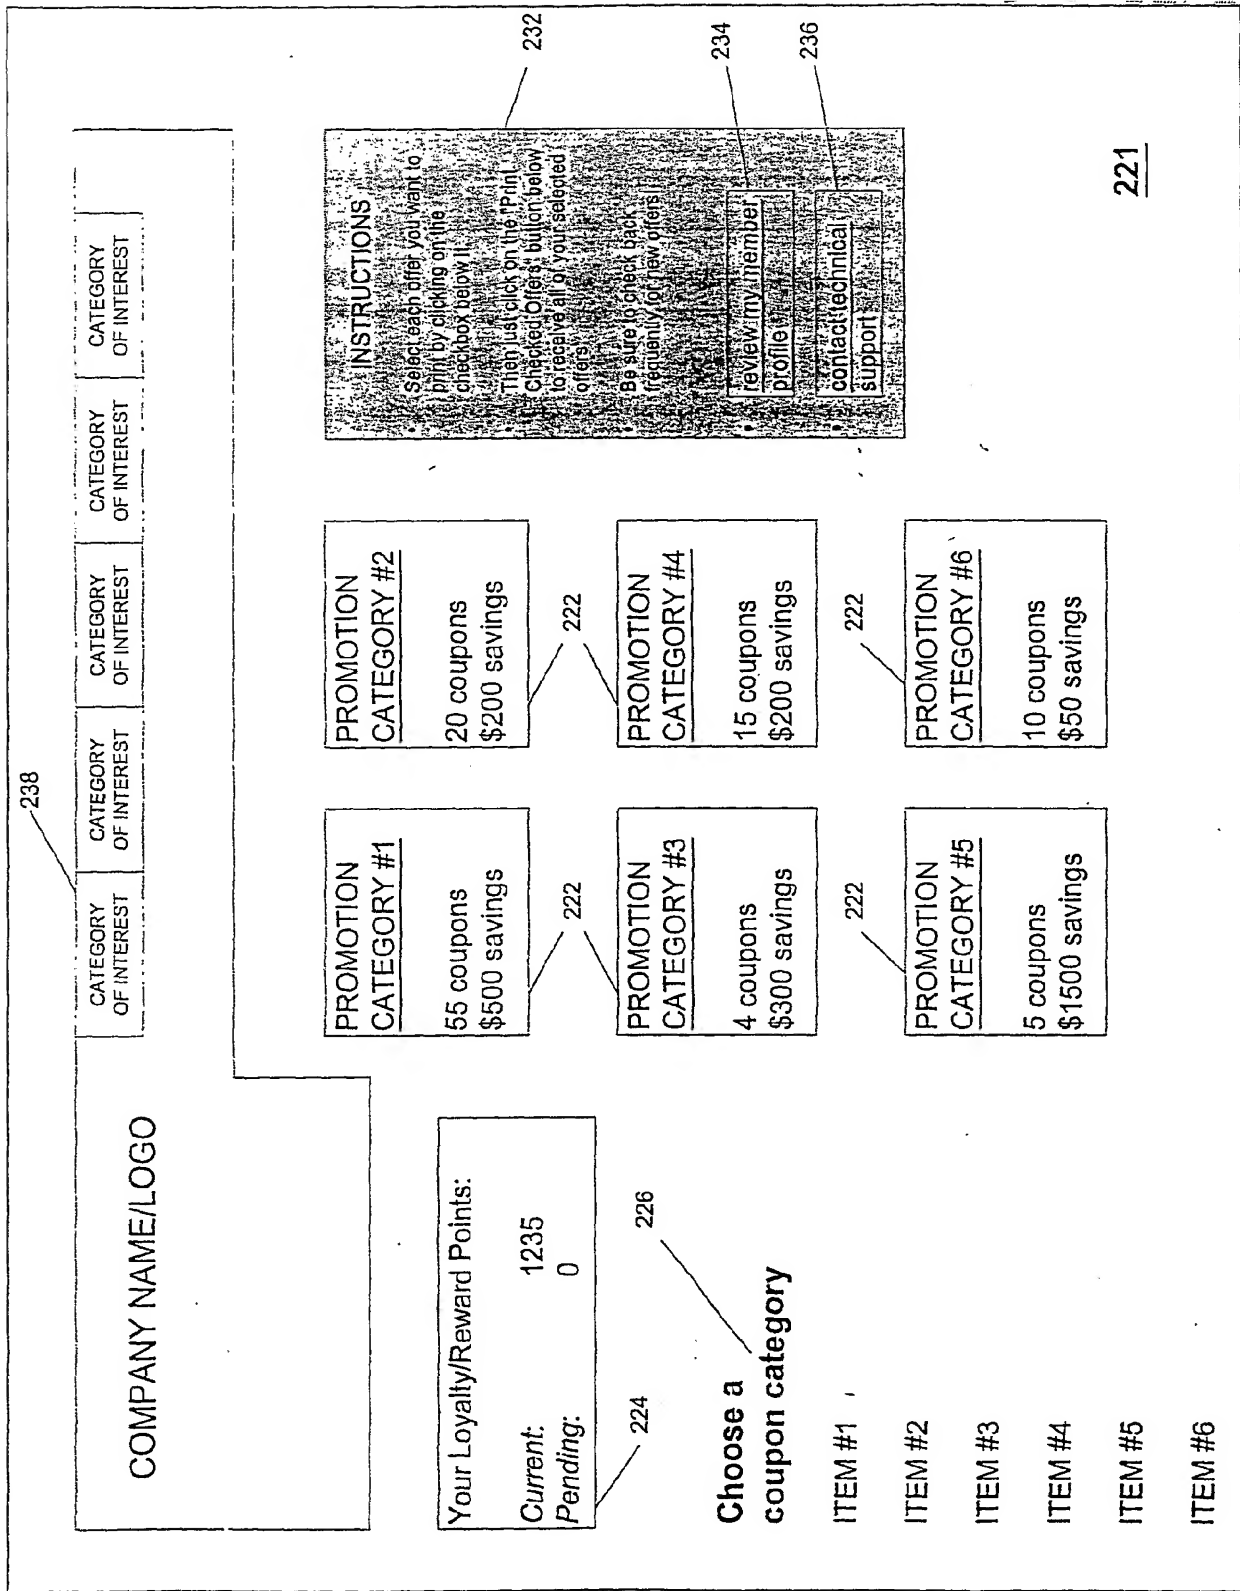 238
CATEGORY OF INTEREST
CATEGORY OF INTEREST
CATEGORY OF INTEREST
CATEGORY OF INTEREST
CATEGORY OF INTEREST
COMPANY NAME/LOGO
Your Loyalty/Reward Points:
Current: 1235
Pending: 0
224
226
Choose a
coupon category
ITEM #1
ITEM #2
ITEM #3
ITEM #4
ITEM #5
ITEM #6
PROMOTION
CATEGORY #1
55 coupons
$500 savings
PROMOTION
CATEGORY #2
20 coupons
$200 savings
222
222
PROMOTION
CATEGORY #3
4 coupons
$300 savings
PROMOTION
CATEGORY #4
15 coupons
$200 savings
222
222
PROMOTION
CATEGORY #5
5 coupons
$1500 savings
PROMOTION
CATEGORY #6
10 coupons
$50 savings
INSTRUCTIONS
• Select each offer you want to
print by clicking on the
checkbox below it
• Then just click on the "Print
Checked Offers" button below
to receive all of your selected
offers
• Be sure to check back
frequently for new offers!
• review my member
profile
• contact technical
support
232
234
236
221